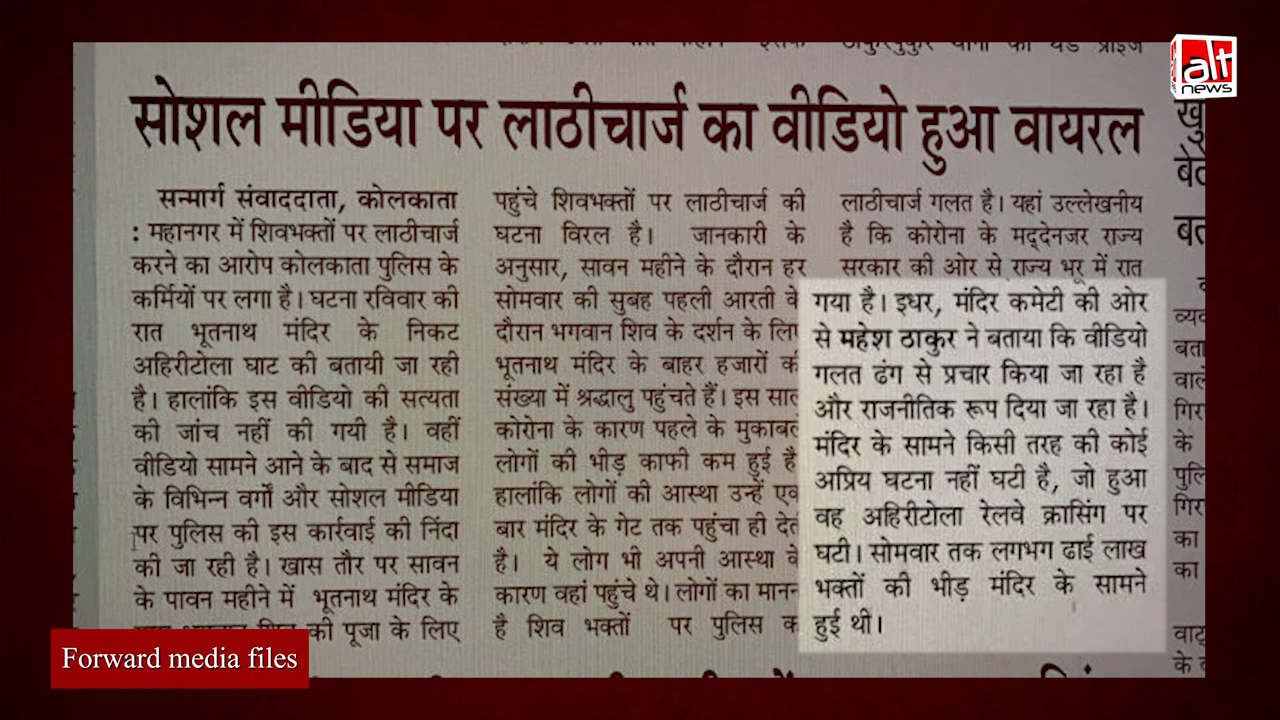 alt
news
सोशल मीडिया पर लाठीचार्ज का वीडियो हुआ वायरल
सन्मार्ग संवाददाता, कोलकाता
: महानगर में शिवभक्तों पर लाठीचार्ज
करने का आरोप कोलकाता पुलिस के
कर्मियों पर लगा है। घटना रविवार की
रात भूतनाथ मंदिर के निकट
अहिरीटोला घाट की बतायी जा रही
है। हालांकि इस वीडियो की सत्यता
की जांच नहीं की गयी है। वहीं
वीडियो सामने आने के बाद से समाज
के विभिन्न वर्गों और सोशल मीडिया
पर पुलिस की इस कार्रवाई की निंदा
की जा रही है। खास तौर पर सावन
के पावन महीने में भूतनाथ मंदिर के
की पूजा के लिए
पहुंचे शिवभक्तों पर लाठीचार्ज की
घटना विरल है। जानकारी के
अनुसार, सावन महीने के दौरान हर
सोमवार की सुबह पहली आरती के
दौरान भगवान शिव के दर्शन के लिए
भूतनाथ मंदिर के बाहर हजारों की
संख्या में श्रद्धालु पहुंचते हैं। इस साल
कोरोना के कारण पहले के मुकाबले
लोगों की भीड़ काफी कम हुई है
हालांकि लोगों की आस्था उन्हें एक
बार मंदिर के गेट तक पहुंचा ही देती
है। ये लोग भी अपनी आस्था के
कारण वहां पहुंचे थे। लोगों का मानना
है शिव भक्तों पर पुलिस का
लाठीचार्ज गलत है। यहां उल्लेखनीय
है कि कोरोना के मद्देनजर राज्य
सरकार की ओर से राज्य भर में रात
गया है। इधर, मंदिर कमेटी की ओर
से महेश ठाकुर ने बताया कि वीडियो
गलत ढंग से प्रचार किया जा रहा है
और राजनीतिक रूप दिया जा रहा है।
मंदिर के सामने किसी तरह की कोई
अप्रिय घटना नहीं घटी है, जो हुआ
वह अहिरीटोला रेलवे क्रासिंग पर
घटी। सोमवार तक लगभग ढाई लाख
भक्तों की भीड़ मंदिर के सामने
हुई थी।
Forward media files